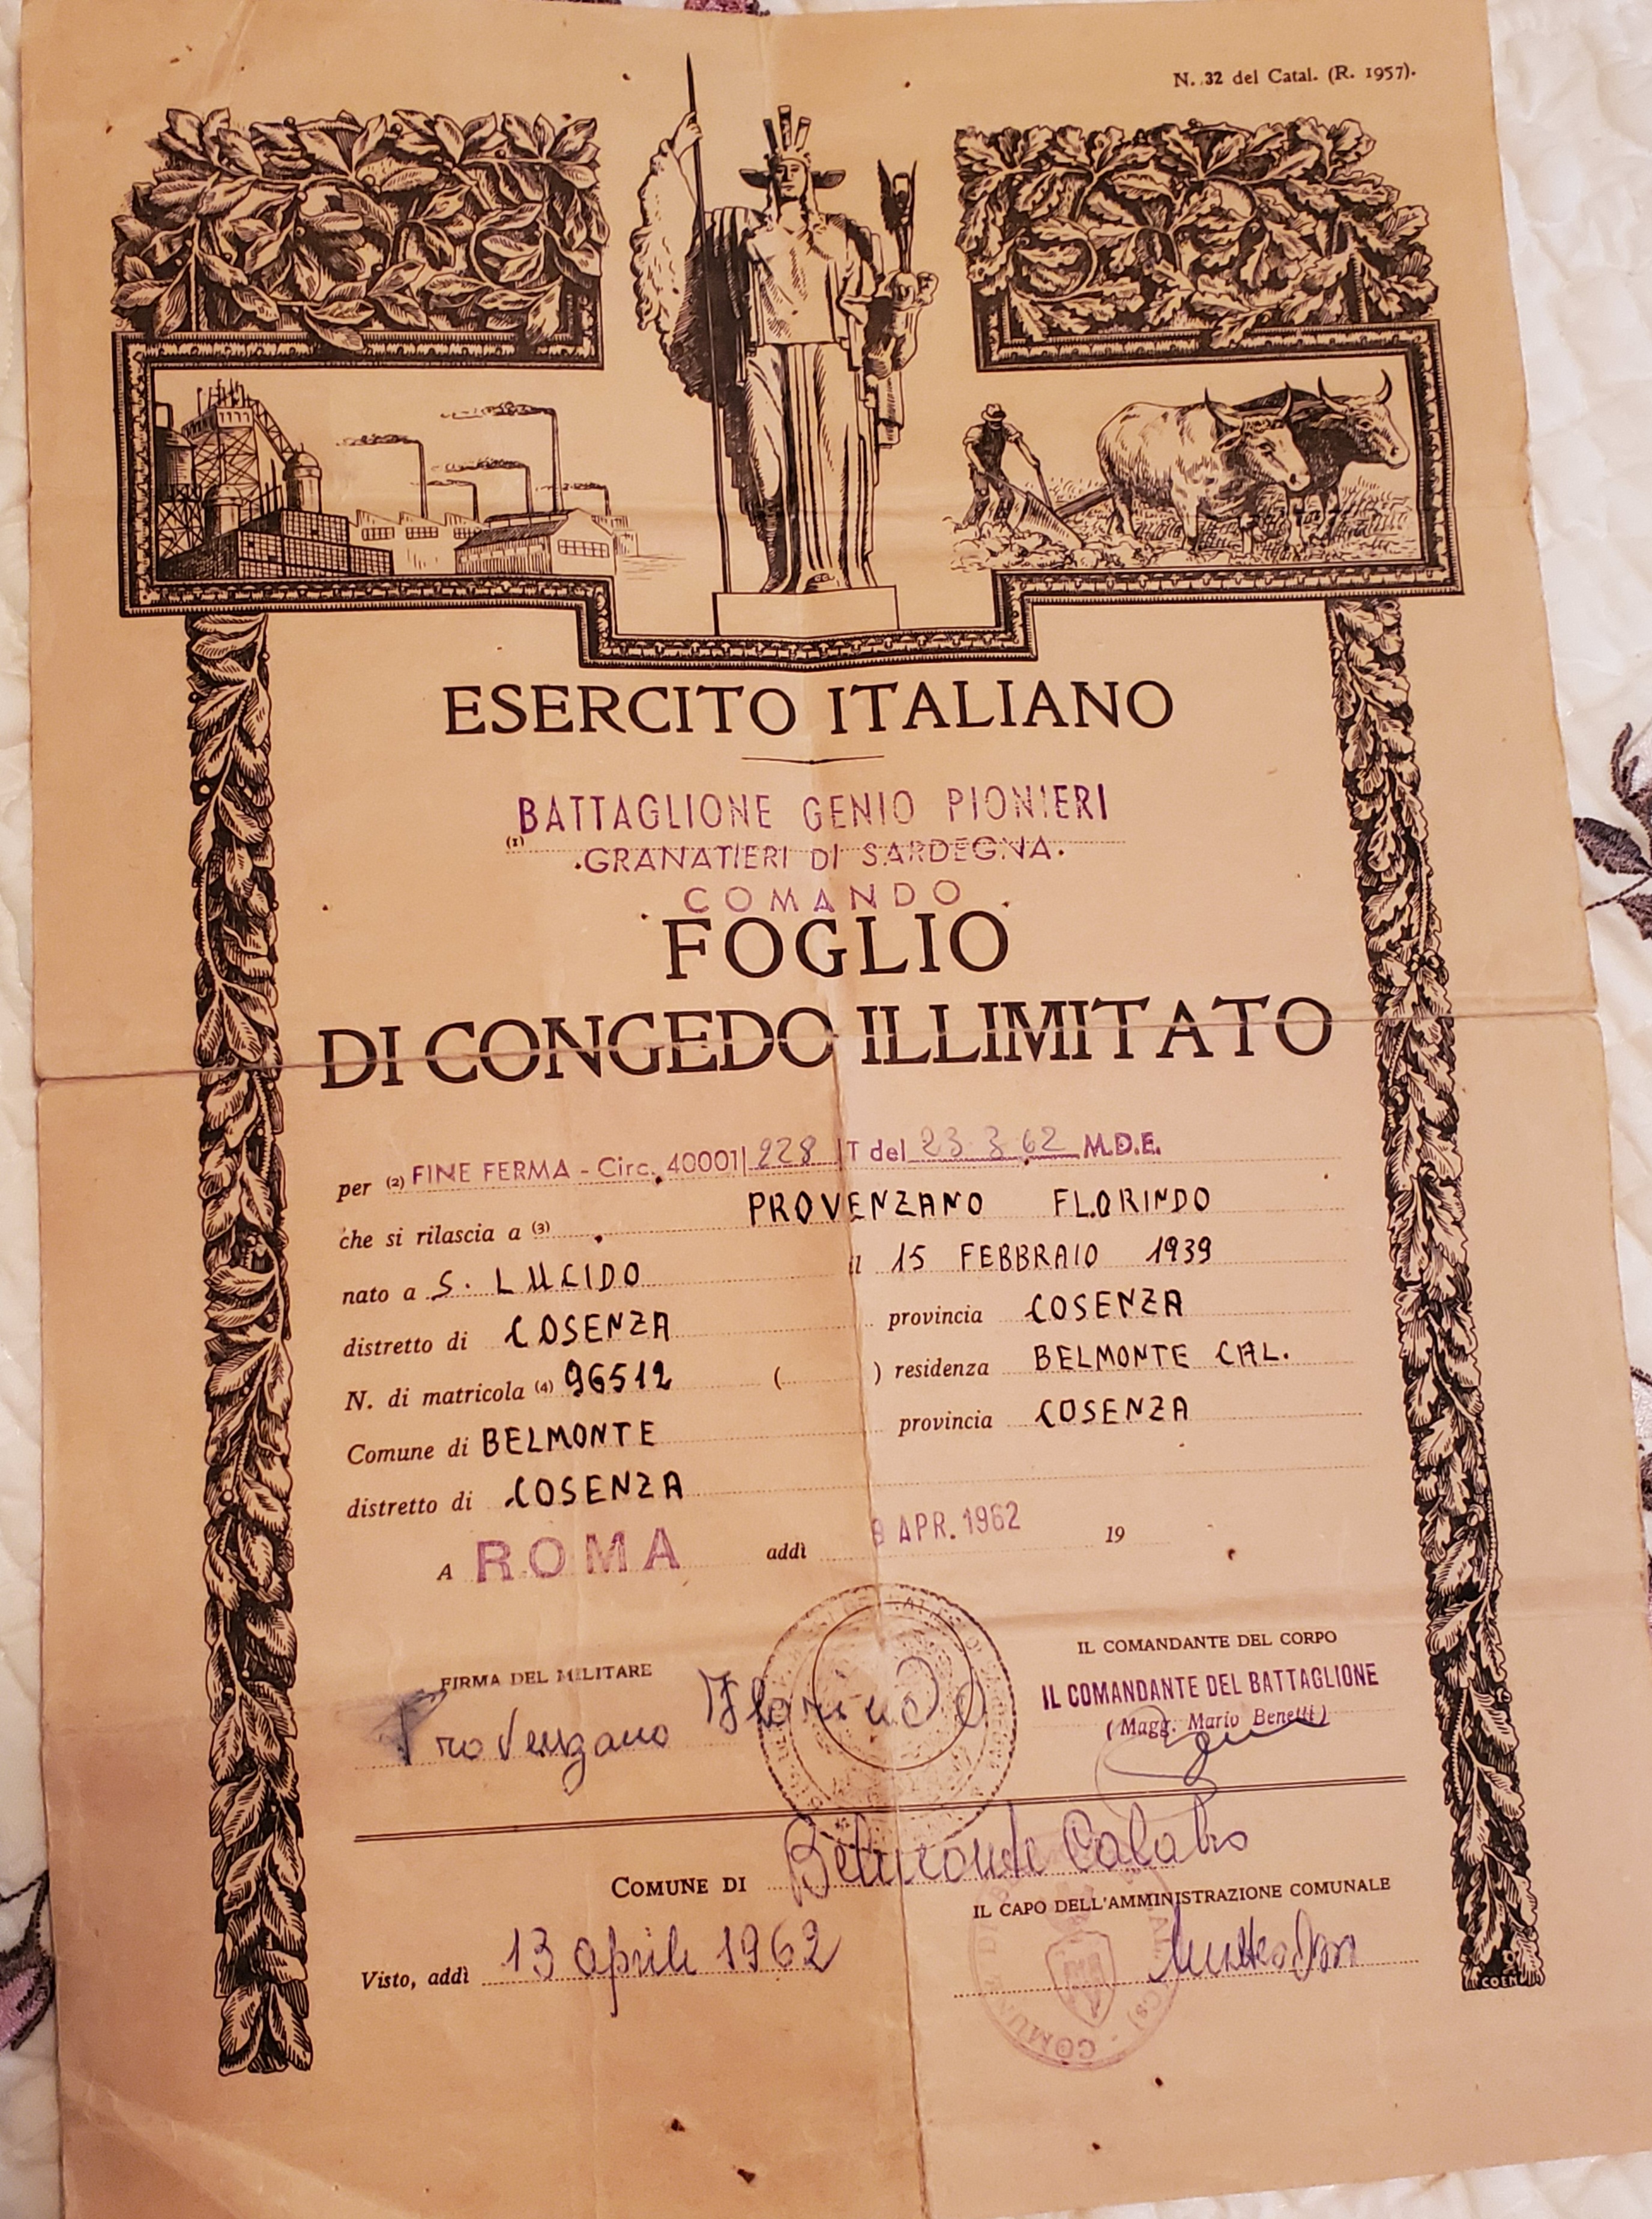 N. 32 del Catal. (R. 1957).
ESERCITO ITALIANO
BATTAGLIONE GENIO PIONIERI
(1)
"GRANATIERI DI SARDEGNA"
COMANDO
FOGLIO
DI CONGEDO ILLIMITATO
per (2) FINE FERMA - Circ. 40001/928/T del 23 3 62 M.D.E.
che si rilascia a (3) PROVENZANO FLORINDO
nato a S. LUCIDO il 15 FEBBRAIO 1939
distretto di COSENZA provincia COSENZA
N. di matricola (4) 96512 ( ) residenza BELMONTE CAL.
Comune di BELMONTE provincia COSENZA
distretto di COSENZA
A ROMA addì 9 APR. 1962 19
FIRMA DEL MILITARE
IL COMANDANTE DEL CORPO
Provenzano Florindo
IL COMANDANTE DEL BATTAGLIONE
(Magg. Mario Benetti)
COMUNE DI Belmonte Calabro
IL CAPO DELL'AMMINISTRAZIONE COMUNALE
Visto, addì 13 aprile 1962